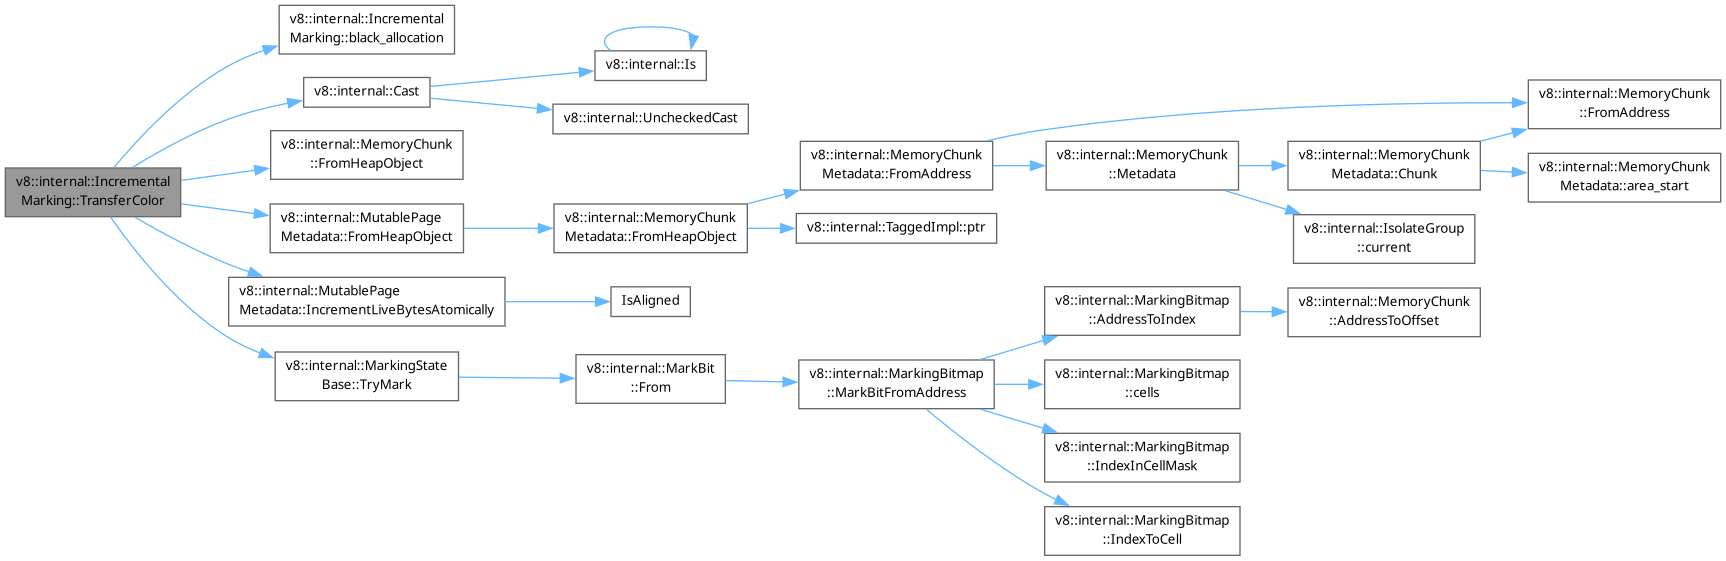 v8::internal::Incremental
Marking::TransferColor
v8::internal::Incremental
Marking::black_allocation
v8::internal::Cast
v8::internal::Is
v8::internal::UncheckedCast
v8::internal::MemoryChunk
::FromHeapObject
v8::internal::MutablePage
Metadata::FromHeapObject
v8::internal::MemoryChunk
Metadata::FromHeapObject
v8::internal::MemoryChunk
Metadata::FromAddress
v8::internal::TaggedImpl::ptr
v8::internal::MemoryChunk
::Metadata
v8::internal::MemoryChunk
Metadata::Chunk
v8::internal::IsolateGroup
::current
v8::internal::MemoryChunk
::FromAddress
v8::internal::MemoryChunk
Metadata::area_start
v8::internal::MutablePage
Metadata::IncrementLiveBytesAtomically
IsAligned
v8::internal::MarkingState
Base::TryMark
v8::internal::MarkBit
::From
v8::internal::MarkingBitmap
::MarkBitFromAddress
v8::internal::MarkingBitmap
::AddressToIndex
v8::internal::MemoryChunk
::AddressToOffset
v8::internal::MarkingBitmap
::cells
v8::internal::MarkingBitmap
::IndexInCellMask
v8::internal::MarkingBitmap
::IndexToCell